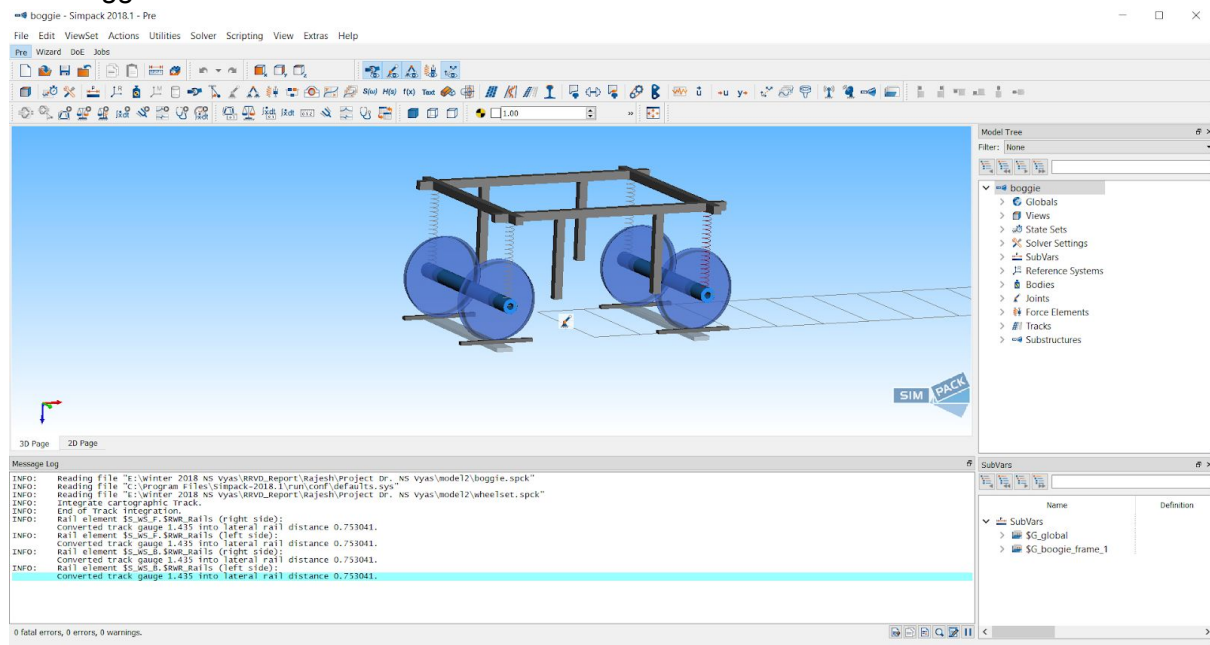 boggie - Simpack 2018.1 - Pre
File Edit ViewSet Actions Utilities Solver Scripting View Extras Help
Pre Wizard DoE Jobs
S(ω) H(s) f(x) Text
1.00
»
Model Tree
Filter: None
boggie
Globals
Views
State Sets
Solver Settings
SubVars
Reference Systems
Bodies
Joints
Force Elements
Tracks
Substructures
SIM PACK
3D Page 2D Page
Message Log
INFO: Reading file "E:\Winter 2018 NS Vyas\RRVD_Report\Rajesh\Project Dr. NS Vyas\model2\boggie.spck"
INFO: Reading file "C:\Program Files\Simpack-2018.1\run\conf\defaults.sys"
INFO: Reading file "E:\Winter 2018 NS Vyas\RRVD_Report\Rajesh\Project Dr. NS Vyas\model2\wheelset.spck"
INFO: Integrate cartographic Track.
INFO: End of Track integration.
INFO: Rail element $S_WS_F.$RWR_Rails (right side):
Converted track gauge 1.435 into lateral rail distance 0.753041.
INFO: Rail element $S_WS_F.$RWR_Rails (left side):
Converted track gauge 1.435 into lateral rail distance 0.753041.
INFO: Rail element $S_WS_B.$RWR_Rails (right side):
Converted track gauge 1.435 into lateral rail distance 0.753041.
INFO: Rail element $S_WS_B.$RWR_Rails (left side):
Converted track gauge 1.435 into lateral rail distance 0.753041.
0 fatal errors, 0 errors, 0 warnings.
SubVars
Name Definition
SubVars
$G_global
$G_boogie_frame_1